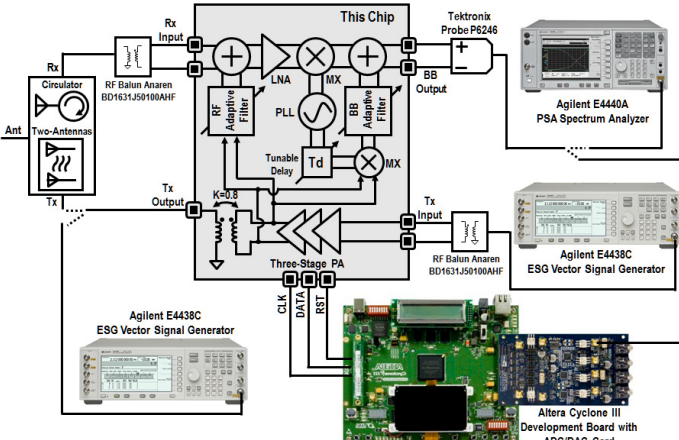 This Chip
Rx
Input
Tektronix
Probe P6246
Rx
RF Balun Anaren
BD1631J50100AHF
LNA
MX
BB
Output
Circulator
RF
Adaptive
Filter
PLL
BB
Adaptive
Filter
Agilent E4440A
PSA Spectrum Analyzer
Ant
Two-Antennas
Tunable
Delay
Td
MX
Tx
Tx
Output
K=0.8
Tx
Input
RF Balun Anaren
BD1631J50100AHF
Agilent E4438C
ESG Vector Signal Generator
Three-Stage PA
CLK
DATA
RST
Agilent E4438C
ESG Vector Signal Generator
Altera Cyclone III
Development Board with
ADC/DAC Card